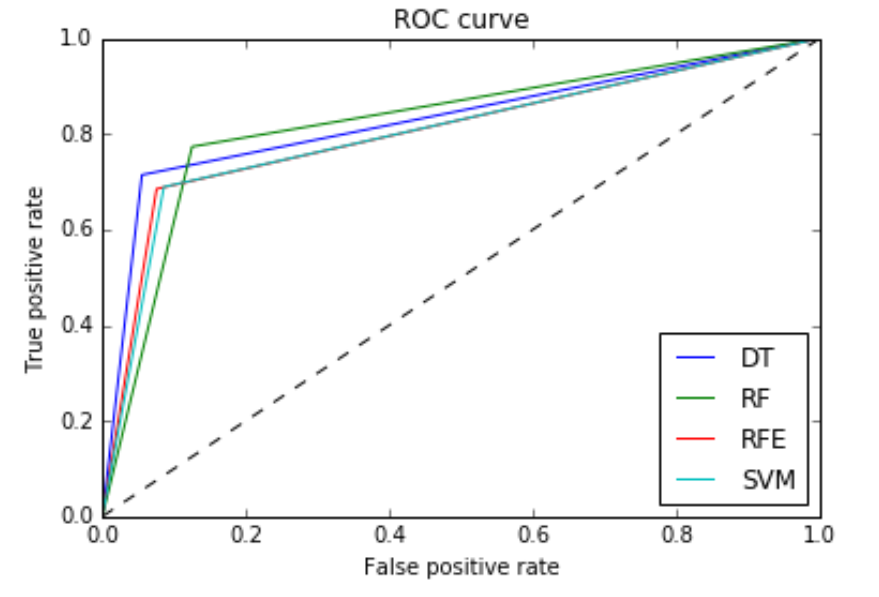 ROC curve
1.0
0.8
0.6
0.4
0.2
0.0
True positive rate
0.0 0.2 0.4 0.6 0.8 1.0
False positive rate
DT
RF
RFE
SVM